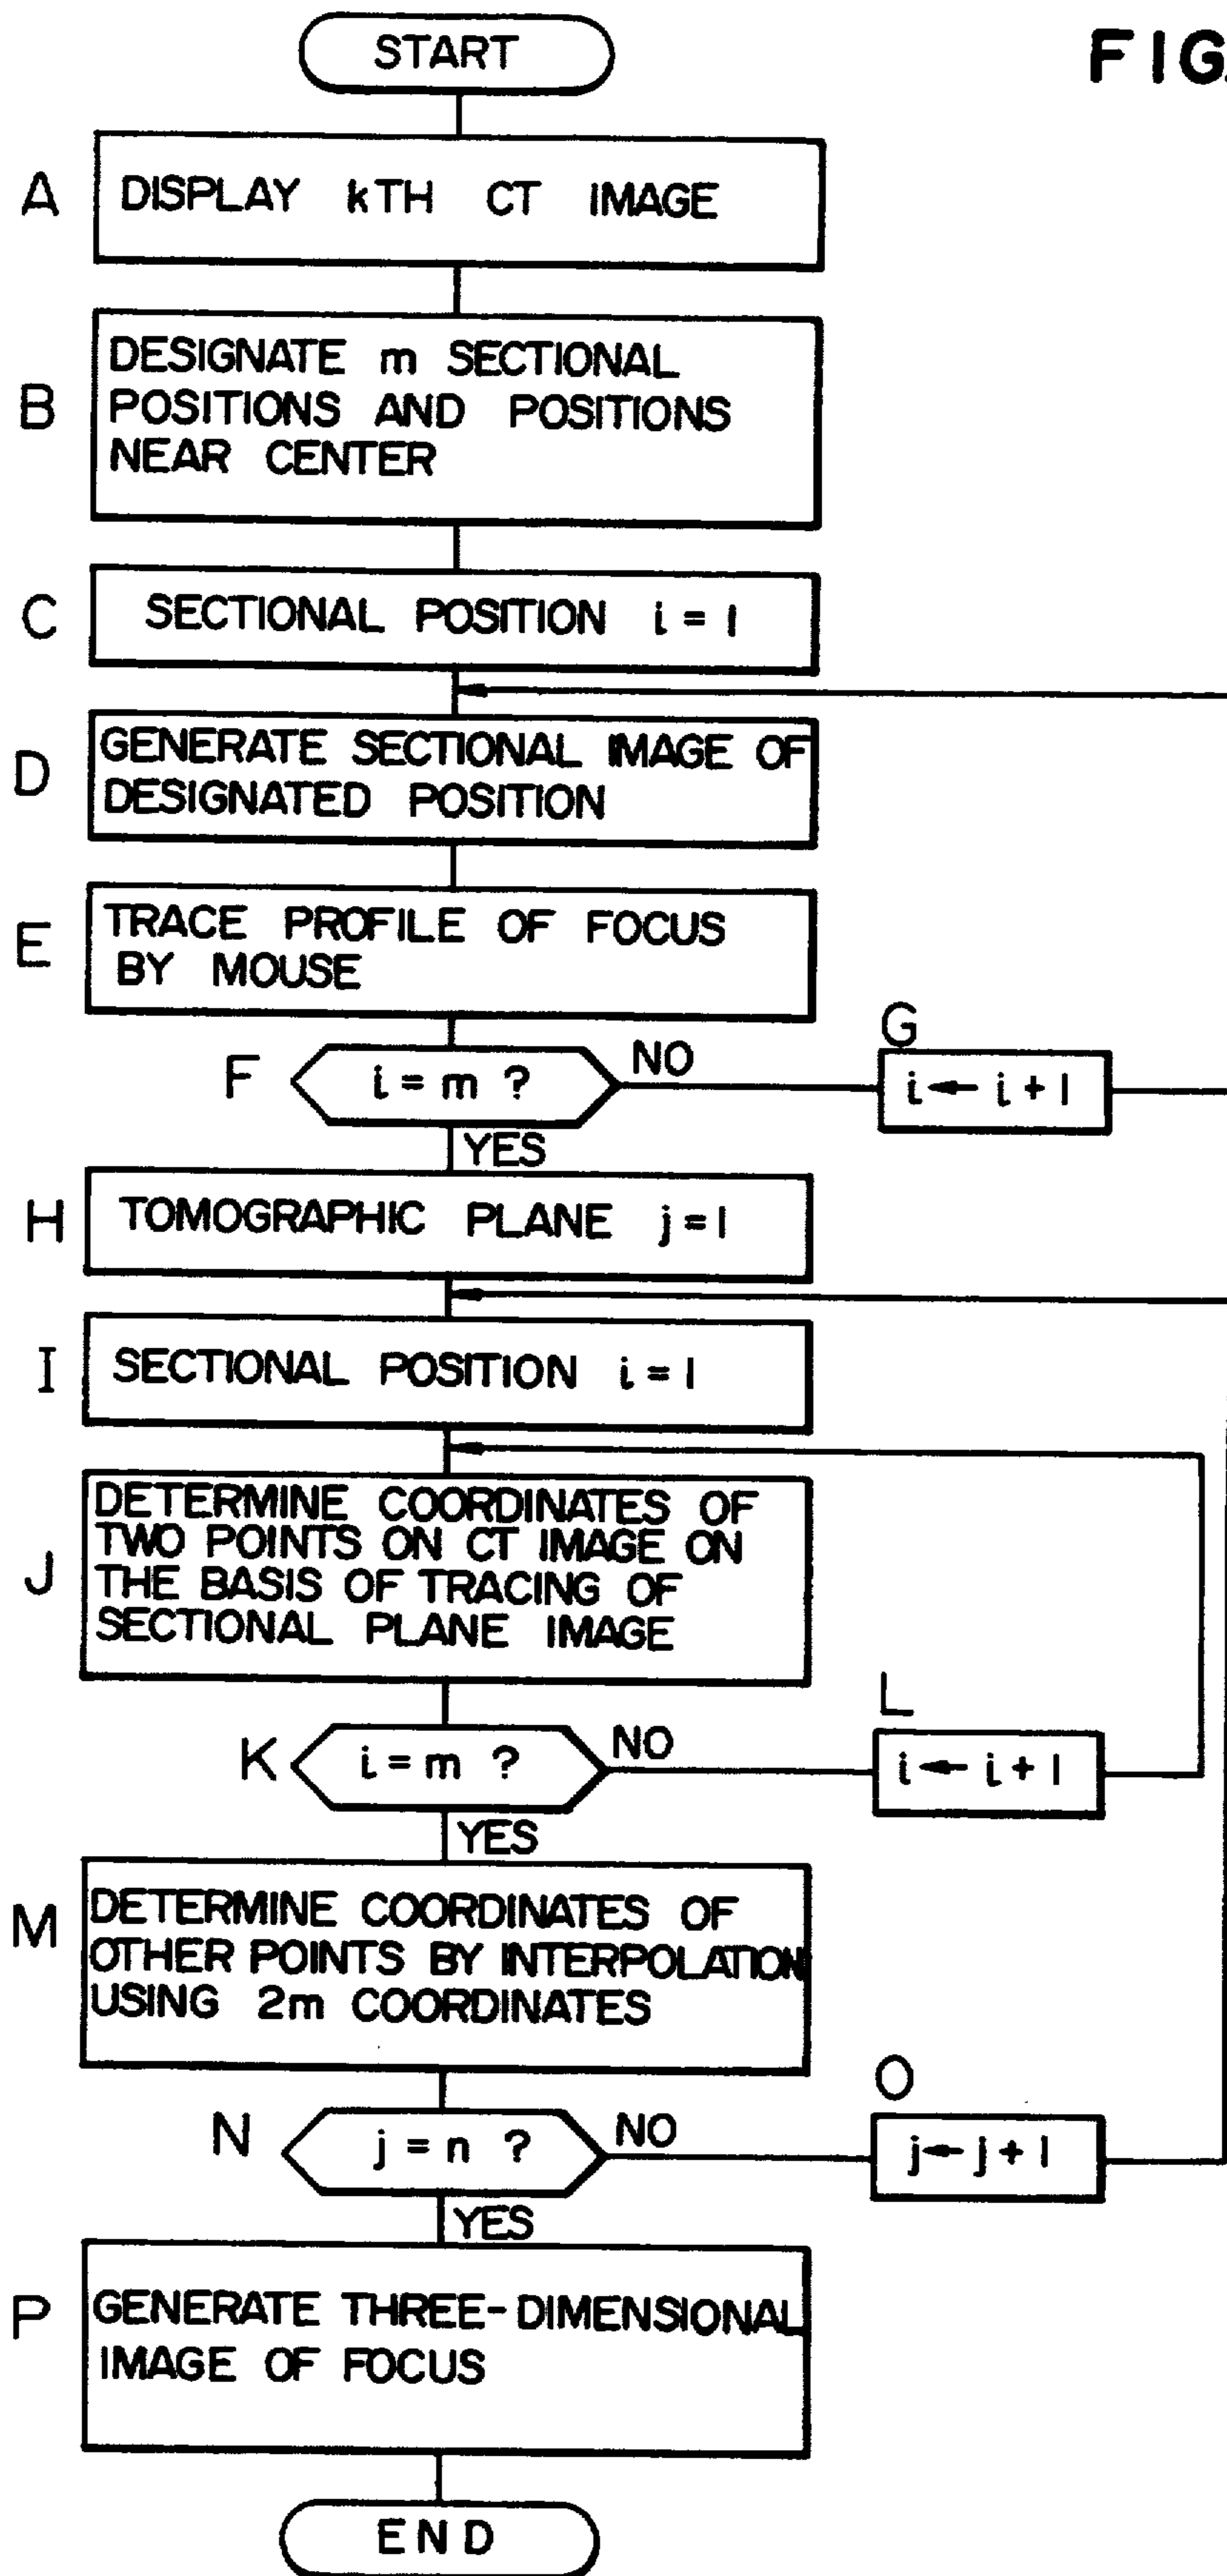 FIG.
START
A
DISPLAY kTH CT IMAGE
B
DESIGNATE m SECTIONAL
POSITIONS AND POSITIONS
NEAR CENTER
C
SECTIONAL POSITION i = 1
D
GENERATE SECTIONAL IMAGE OF
DESIGNATED POSITION
E
TRACE PROFILE OF FOCUS
BY MOUSE
F
i = m ?
NO
G
i ← i + 1
YES
H
TOMOGRAPHIC PLANE j = 1
I
SECTIONAL POSITION i = 1
J
DETERMINE COORDINATES OF
TWO POINTS ON CT IMAGE ON
THE BASIS OF TRACING OF
SECTIONAL PLANE IMAGE
K
i = m ?
NO
L
i ← i + 1
YES
M
DETERMINE COORDINATES OF
OTHER POINTS BY INTERPOLATION
USING 2m COORDINATES
N
j = n ?
NO
O
j ← j + 1
YES
P
GENERATE THREE-DIMENSIONAL
IMAGE OF FOCUS
END